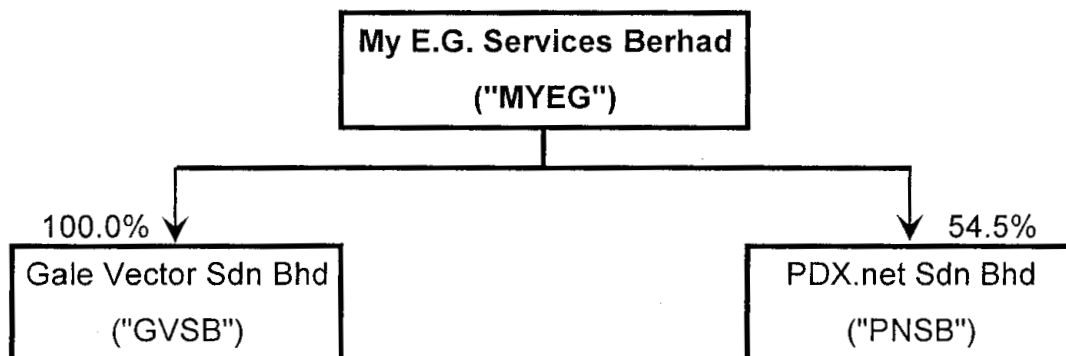 My E.G. Services Berhad
("MYEG")
100.0%
54.5%
Gale Vector Sdn Bhd
("GVSB")
PDX.net Sdn Bhd
("PNSB")